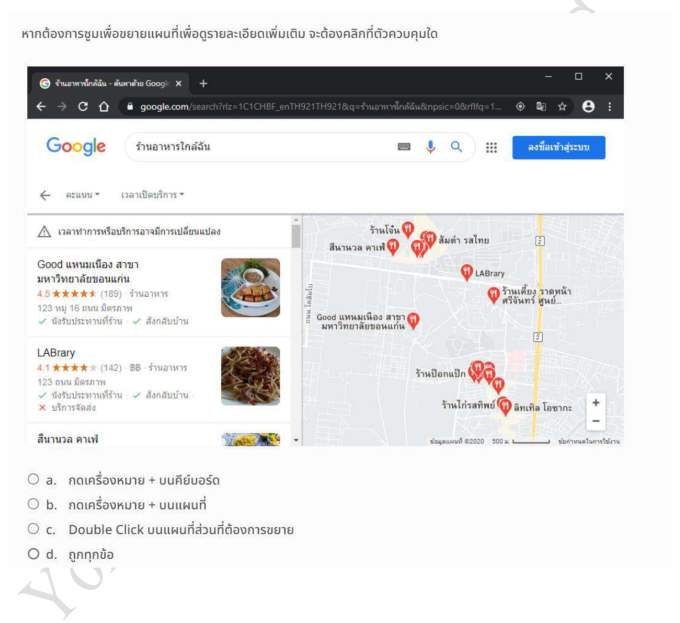 หากต้องการซูมเพื่อขยายแผนที่เพื่อดูรายละเอียดเพิ่มเติม จะต้องคลิกที่ตัวควบคุมใด
ร้านอาหารใกล้ฉัน - ค้นหาด้วย Googl
google.com/search?rlz=1C1CHBF_enTH921TH921&q=ร้านอาหารใกล้ฉัน&npsic=0&rflfq=1...
Google
ร้านอาหารใกล้ฉัน
ลงชื่อเข้าสู่ระบบ
คะแนน
เวลาเปิดบริการ
เวลาทำการหรือบริการอาจมีการเปลี่ยนแปลง
Good แหนมเนือง สาขา
มหาวิทยาลัยขอนแก่น
4.5 ★★★★★ (189) · ร้านอาหาร
123 หมู่ 16 ถนน มิตรภาพ
✓ นั่งรับประทานที่ร้าน · ✓ สั่งกลับบ้าน
LABrary
4.1 ★★★★★ (142) · ฿฿ · ร้านอาหาร
123 ถนน มิตรภาพ
✓ นั่งรับประทานที่ร้าน · ✓ สั่งกลับบ้าน ·
✕ บริการจัดส่ง
สีนานวล คาเฟ่
ร้านโจ้น
สีนานวล คาเฟ่
ส้มตำ รสไทย
2
LABrary
ศรีจันทร์ ศูนย์...
Good แหนมเนือง สาขา
มหาวิทยาลัยขอนแก่น
2
ร้านป๊อกแป๊ก
ร้านไก่รสทิพย์
ลิทเทิล โอซากะ
+
−
ข้อมูลแผนที่ ©2020
500 ม.
ข้อกำหนดในการใช้งาน
a. กดเครื่องหมาย + บนคีย์บอร์ด
b. กดเครื่องหมาย + บนแผนที่
c. Double Click บนแผนที่ส่วนที่ต้องการขยาย
d. ถูกทุกข้อ